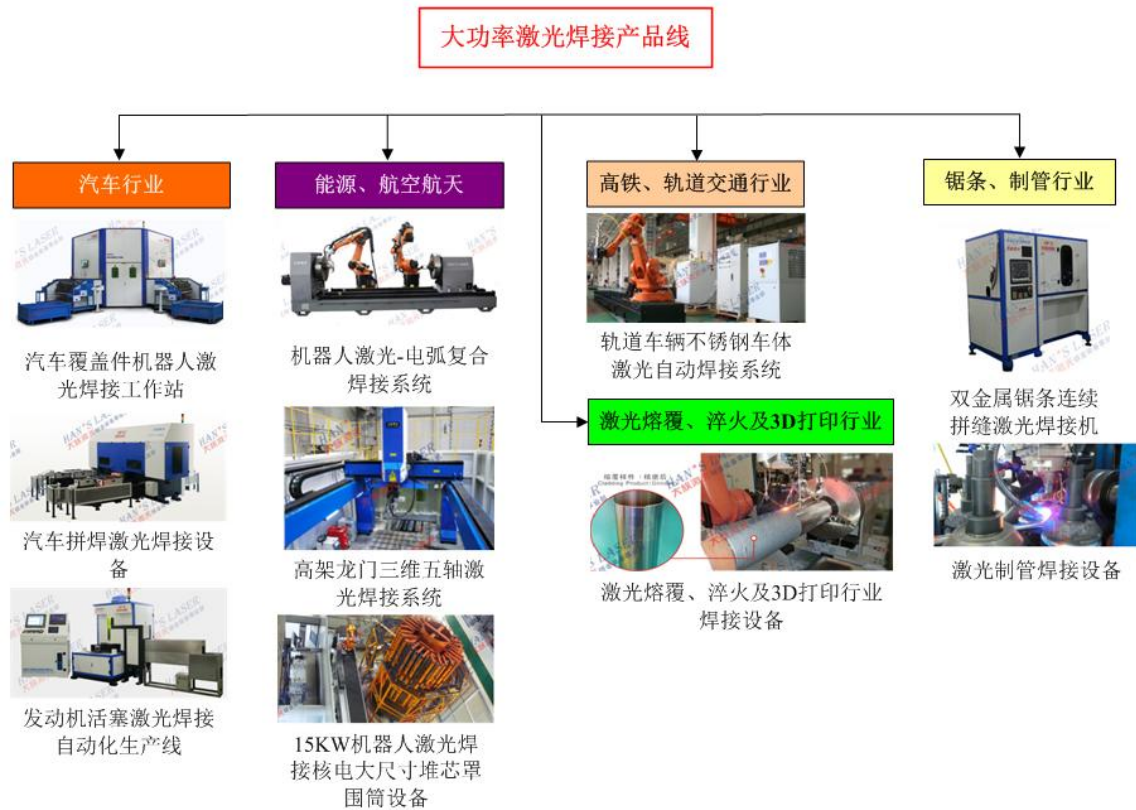 大功率激光焊接产品线
汽车行业
汽车覆盖件机器人激
光焊接工作站
汽车拼焊激光焊接设
备
发动机活塞激光焊接
自动化生产线
能源、航空航天
机器人激光-电弧复合
焊接系统
高架龙门三维五轴激
光焊接系统
15KW机器人激光焊
接核电大尺寸堆芯罩
围筒设备
高铁、轨道交通行业
轨道车辆不锈钢车体
激光自动焊接系统
激光熔覆、淬火及3D打印行业
激光熔覆、淬火及3D打印行业
焊接设备
锯条、制管行业
双金属锯条连续
拼缝激光焊接机
激光制管焊接设备
HAN'S LASER